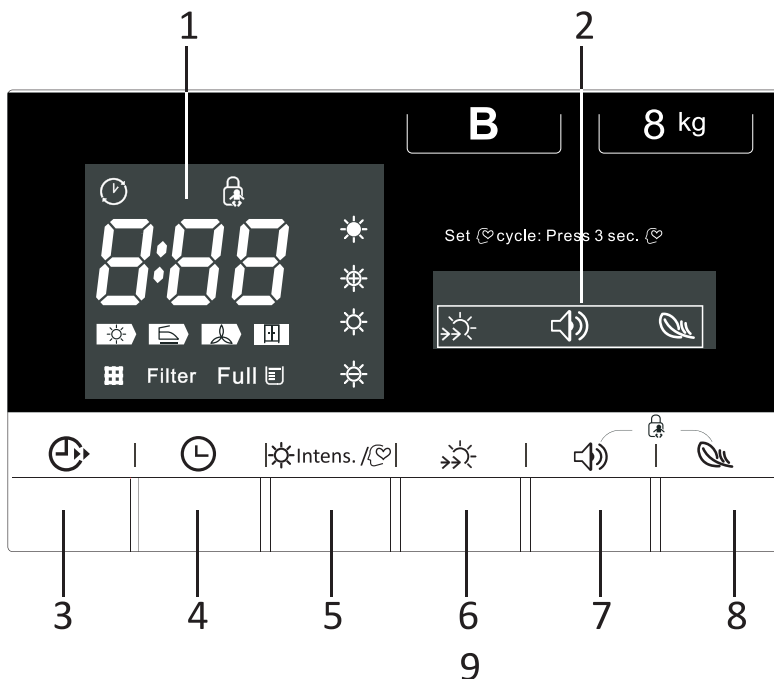 1 2
B 8 kg
Set cycle: Press 3 sec.
8:88
Filter Full
Intens. /
3 4 5 6 7 8
9